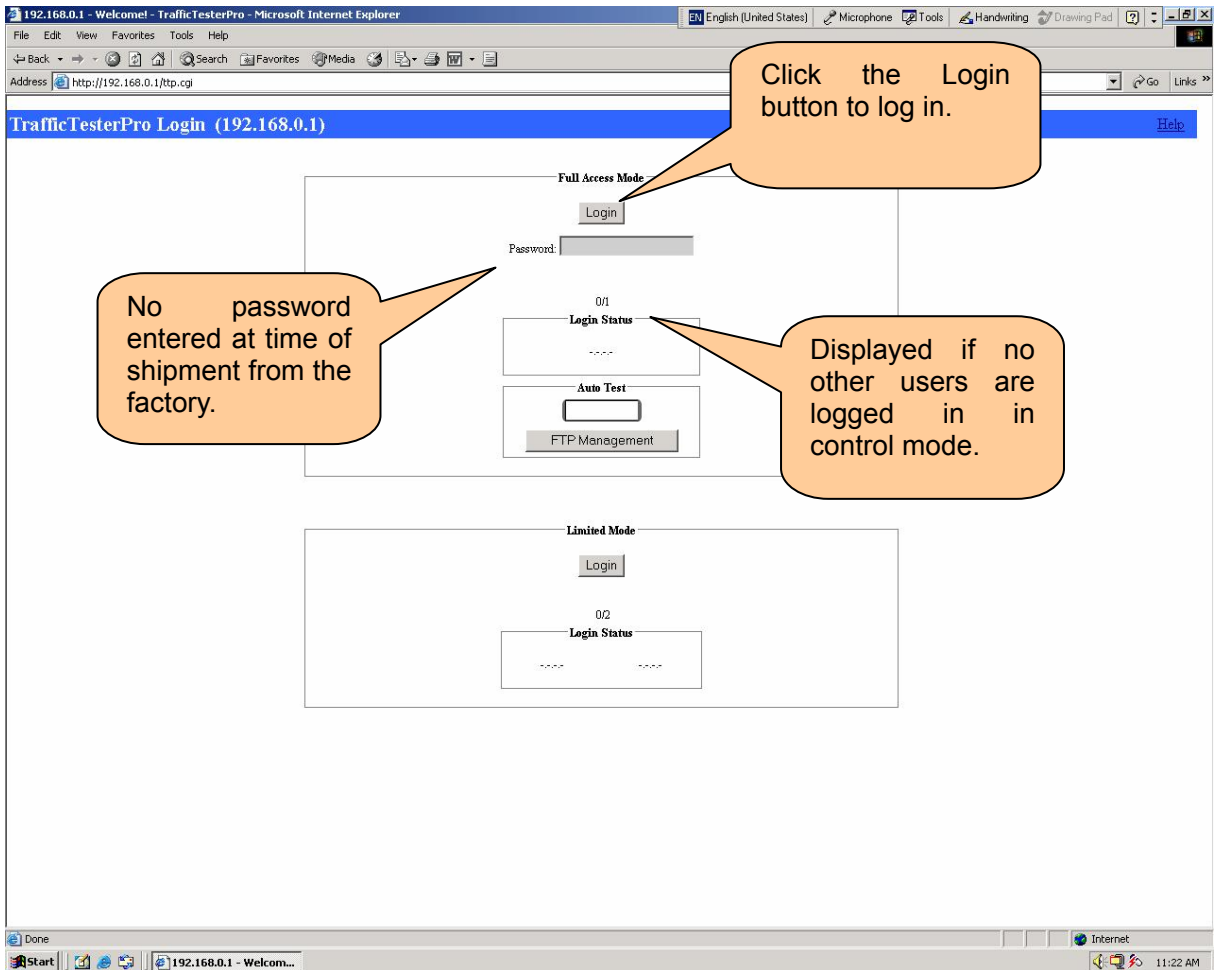 192.168.0.1 - Welcome! - TrafficTesterPro - Microsoft Internet Explorer
EN English (United States) Microphone Tools Handwriting Drawing Pad
File Edit View Favorites Tools Help
Back Search Favorites Media
Address http://192.168.0.1/ttp.cgi Go Links »
Click the Login
button to log in.
TrafficTesterPro Login (192.168.0.1) Help
Full Access Mode
Login
Password:
No password
entered at time of
shipment from the
factory.
0/1
Login Status
-.-.-.-
Displayed if no
other users are
logged in in
control mode.
Auto Test
FTP Management
Limited Mode
Login
0/2
Login Status
-.-.-.- -.-.-.-
Done Internet
Start 192.168.0.1 - Welcom... 11:22 AM